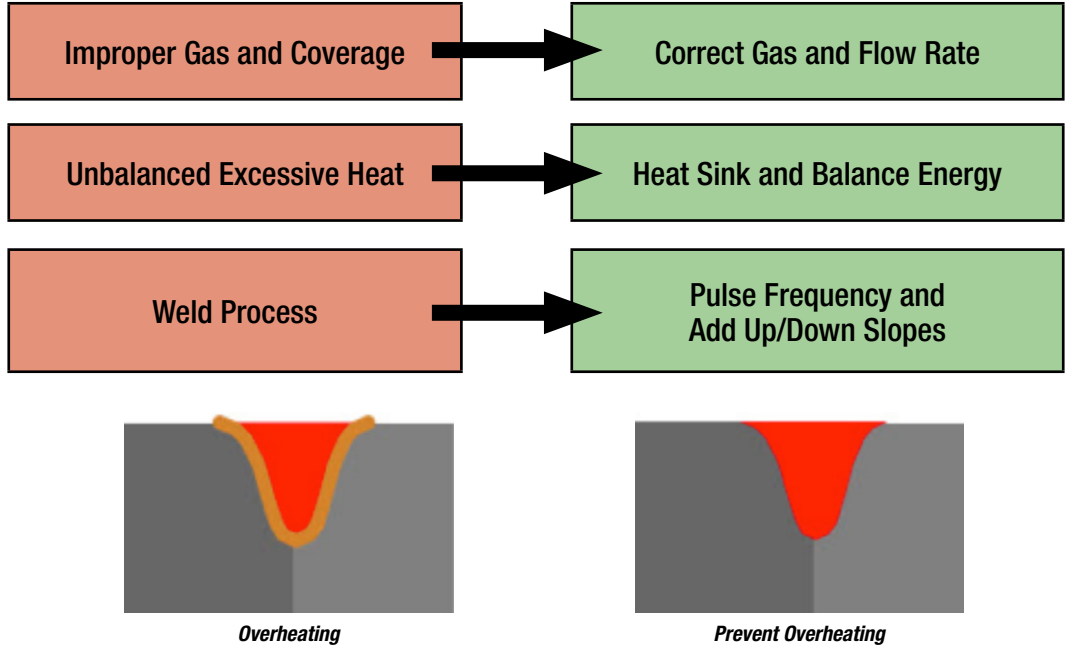 Improper Gas and Coverage
Correct Gas and Flow Rate
Unbalanced Excessive Heat
Heat Sink and Balance Energy
Weld Process
Pulse Frequency and
Add Up/Down Slopes
Overheating
Prevent Overheating